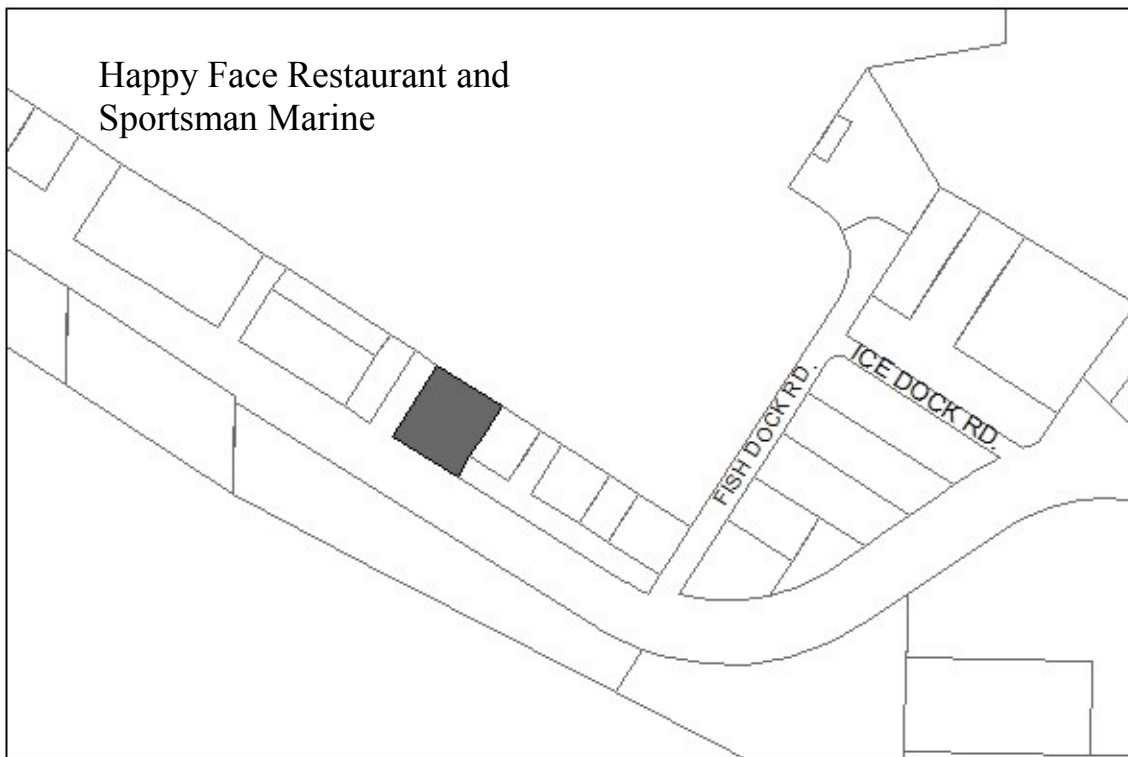 Happy Face Restaurant and
Sportsman Marine
ICE DOCK RD.
FISH DOCK RD.